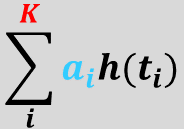 K
∑ aᵢh(tᵢ)
i